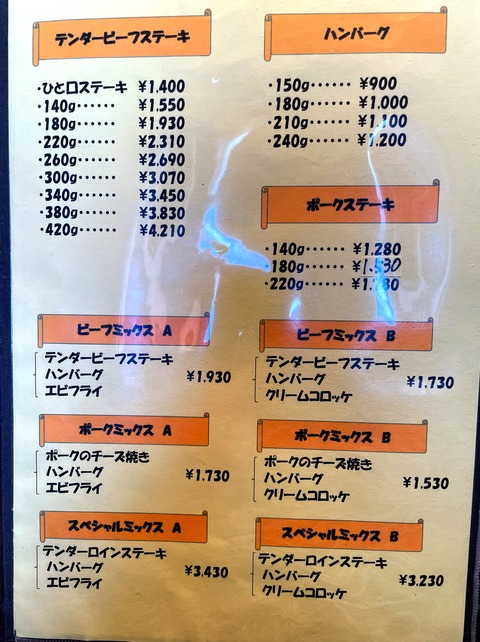 テンダービーフステーキ
・ひと口ステーキ ¥1.400
・140g…… ¥1.550
・180g…… ¥1.930
・220g…… ¥2.310
・260g…… ¥2.690
・300g…… ¥3.070
・340g…… ¥3.450
・380g…… ¥3.830
・420g…… ¥4.210
ハンバーグ
・150g…… ¥900
・180g…… ¥1.000
・210g…… ¥1.100
・240g…… ¥1.200
ポークステーキ
・140g…… ¥1.280
・180g…… ¥1.530
・220g……
ビーフミックス A
テンダービーフステーキ
ハンバーグ ¥1.930
エビフライ
ビーフミックス B
テンダービーフステーキ
ハンバーグ ¥1.730
クリームコロッケ
ポークミックス A
ポークのチーズ焼き
ハンバーグ ¥1.730
エビフライ
ポークミックス B
ポークのチーズ焼き
ハンバーグ ¥1.530
クリームコロッケ
スペシャルミックス A
テンダーロインステーキ
ハンバーグ ¥3.430
エビフライ
スペシャルミックス B
テンダーロインステーキ
ハンバーグ ¥3.230
クリームコロッケ